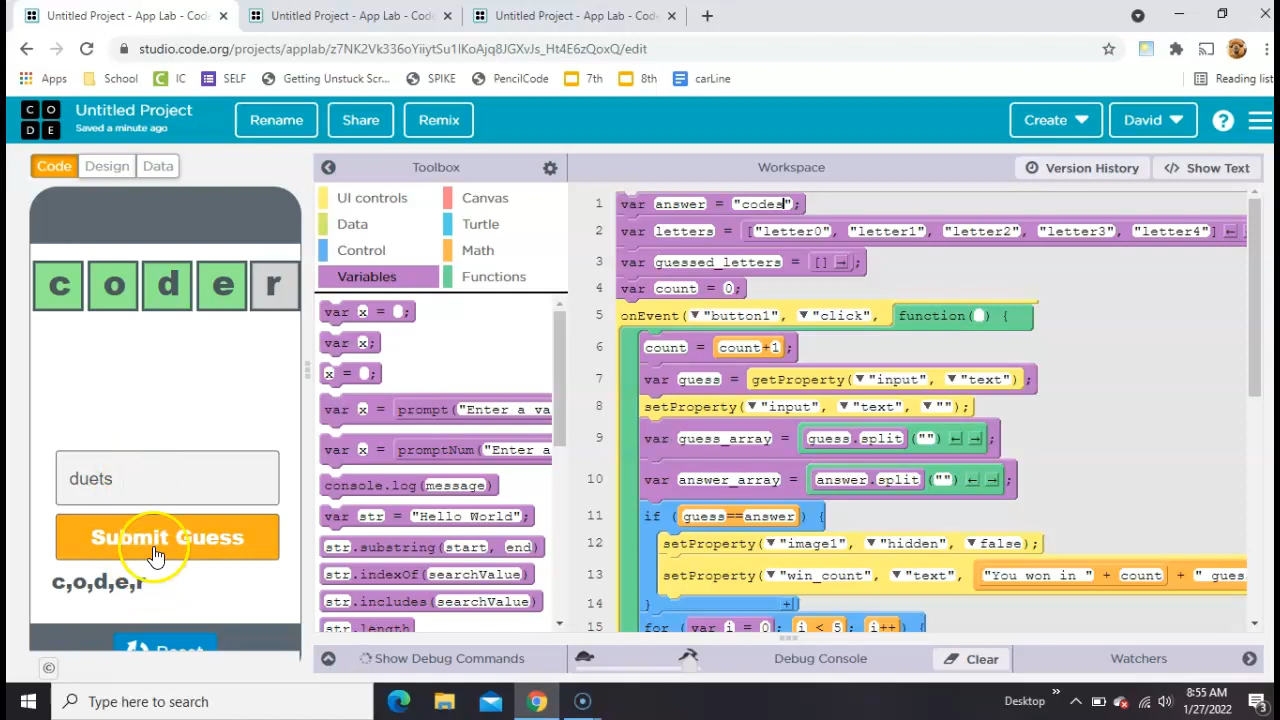 Untitled Project - App Lab - Code
Untitled Project - App Lab - Code
Untitled Project - App Lab - Code
studio.code.org/projects/applab/z7NK2Vk336oYiiytSu1lKoAjq8JGXvJs_Ht4E6zQoxQ/edit
Apps School IC SELF Getting Unstuck Scr... SPIKE PencilCode 7th 8th carLine Reading list
C O D E
Untitled Project
Saved a minute ago
Rename Share Remix Create David ?
Code Design Data
Toolbox
Workspace
Version History
</> Show Text
c o d e r
duets
Submit Guess
c,o,d,e,r
Reset
UI controls Canvas
Data Turtle
Control Math
Variables Functions
var x = ;
var x;
x = ;
var x = prompt("Enter a va
var x = promptNum("Enter a
console.log(message)
var str = "Hello World";
str.substring(start, end)
str.indexOf(searchValue)
str.includes(searchValue)
str.length
1 var answer = "codes";
2 var letters = ["letter0", "letter1", "letter2", "letter3", "letter4"]
3 var guessed_letters = [];
4 var count = 0;
5 onEvent("button1", "click", function() {
6 count = count+1;
7 var guess = getProperty("input", "text");
8 setProperty("input", "text", "");
9 var guess_array = guess.split("");
10 var answer_array = answer.split("");
11 if (guess==answer) {
12 setProperty("image1", "hidden", false);
13 setProperty("win_count", "text", "You won in " + count + " gues
14 }
15 for (var i = 0; i < 5; i++) {
Show Debug Commands
Debug Console
Clear
Watchers
Type here to search
Desktop
8:55 AM
1/27/2022
3